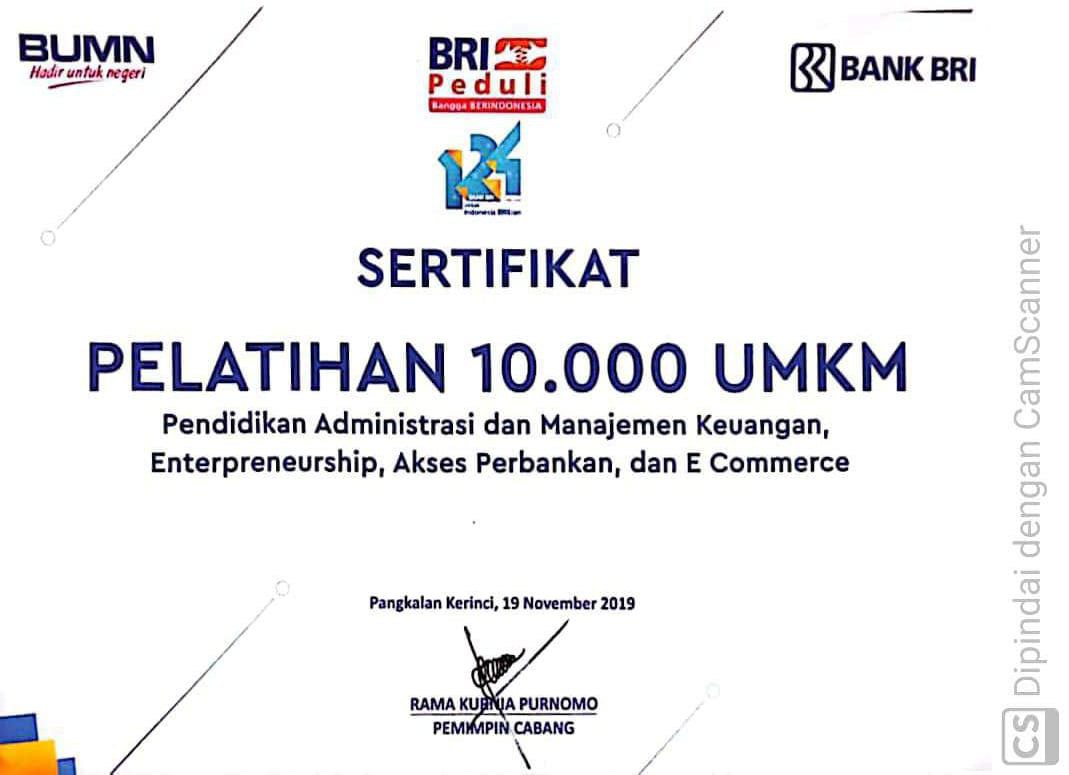 BUMN
Hadir untuk negeri
BRI
Peduli
Bangga BERINDONESIA
BANK BRI
124
untuk
Indonesia BRILian
SERTIFIKAT
PELATIHAN 10.000 UMKM
Pendidikan Administrasi dan Manajemen Keuangan,
Enterpreneurship, Akses Perbankan, dan E Commerce
Pangkalan Kerinci, 19 November 2019
RAMA KURNIA PURNOMO
PEMIMPIN CABANG
CS Dipindai dengan CamScanner